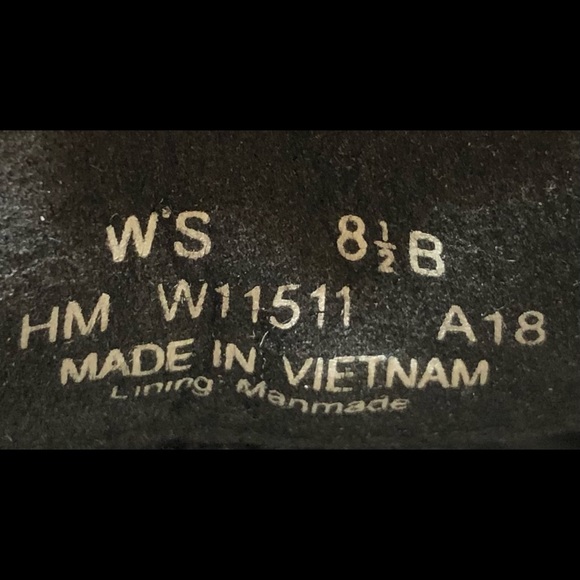 W'S 8½B
HM W11511 A18
MADE IN VIETNAM
Lining Manmade